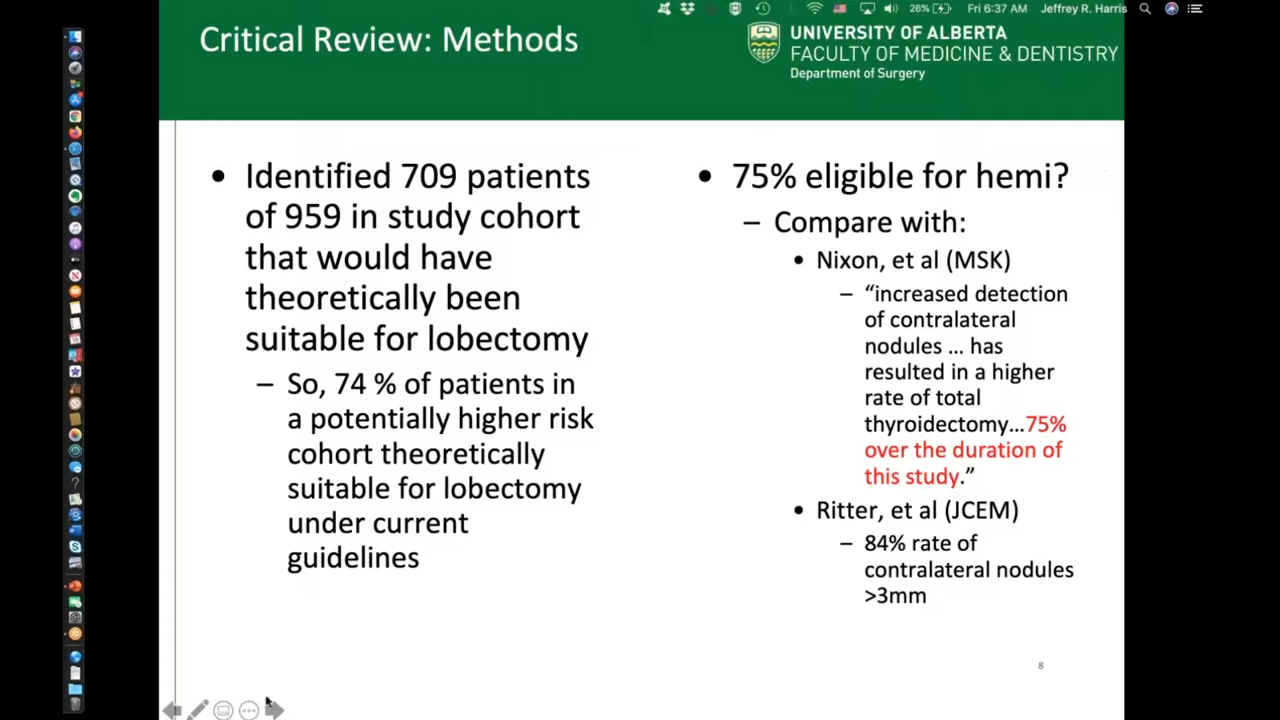 26%
Fri 6:37 AM
Jeffrey R. Harris
Critical Review: Methods
UNIVERSITY OF ALBERTA
FACULTY OF MEDICINE & DENTISTRY
Department of Surgery
• Identified 709 patients
of 959 in study cohort
that would have
theoretically been
suitable for lobectomy
– So, 74 % of patients in
a potentially higher risk
cohort theoretically
suitable for lobectomy
under current
guidelines
• 75% eligible for hemi?
– Compare with:
• Nixon, et al (MSK)
– “increased detection
of contralateral
nodules ... has
resulted in a higher
rate of total
thyroidectomy...75%
over the duration of
this study.”
• Ritter, et al (JCEM)
– 84% rate of
contralateral nodules
>3mm
8